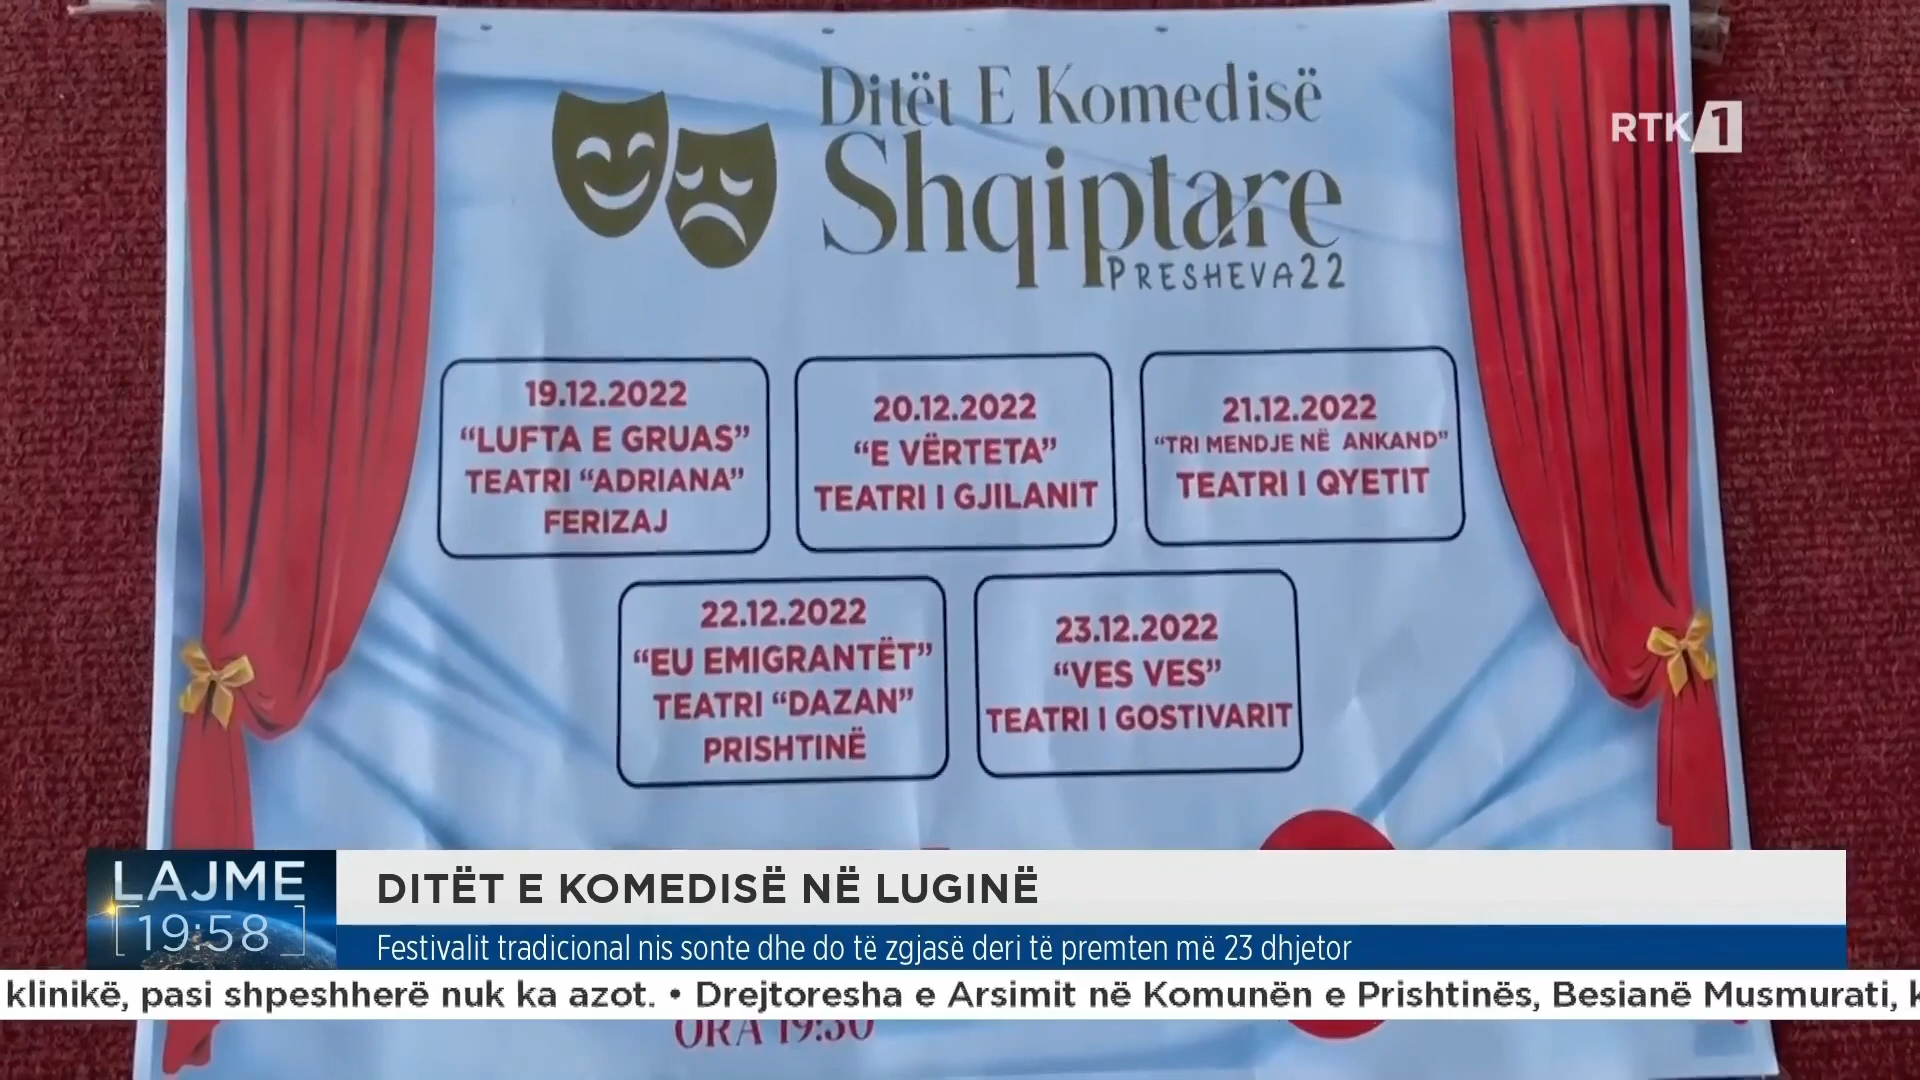 Ditët E Komedisë
Shqiptare
PRESHEVA22
RTK 1
19.12.2022
“LUFTA E GRUAS”
TEATRI “ADRIANA”
FERIZAJ
20.12.2022
“E VËRTETA”
TEATRI I GJILANIT
21.12.2022
“TRI MENDJE NË ANKAND”
TEATRI I QYETIT
22.12.2022
“EU EMIGRANTËT”
TEATRI “DAZAN”
PRISHTINË
23.12.2022
“VES VES”
TEATRI I GOSTIVARIT
LAJME
19:58
DITËT E KOMEDISË NË LUGINË
Festivalit tradicional nis sonte dhe do të zgjasë deri të premten më 23 dhjetor
klinikë, pasi shpeshherë nuk ka azot. • Drejtoresha e Arsimit në Komunën e Prishtinës, Besianë Musmurati, k
ORA 19:30